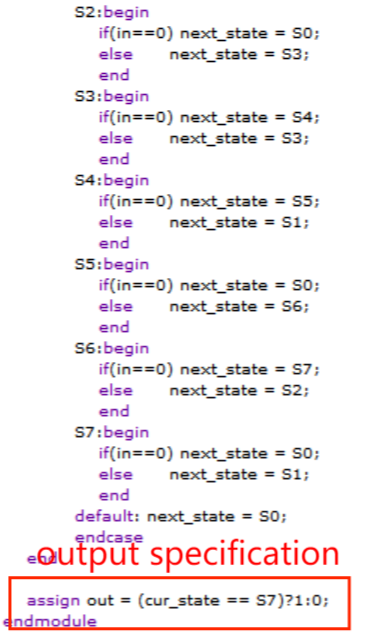 S2:begin
if(in==0) next_state = S0;
else next_state = S3;
end
S3:begin
if(in==0) next_state = S4;
else next_state = S3;
end
S4:begin
if(in==0) next_state = S5;
else next_state = S1;
end
S5:begin
if(in==0) next_state = S0;
else next_state = S6;
end
S6:begin
if(in==0) next_state = S7;
else next_state = S2;
end
S7:begin
if(in==0) next_state = S0;
else next_state = S1;
end
default: next_state = S0;
endcase
end
output specification
assign out = (cur_state == S7)?1:0;
endmodule